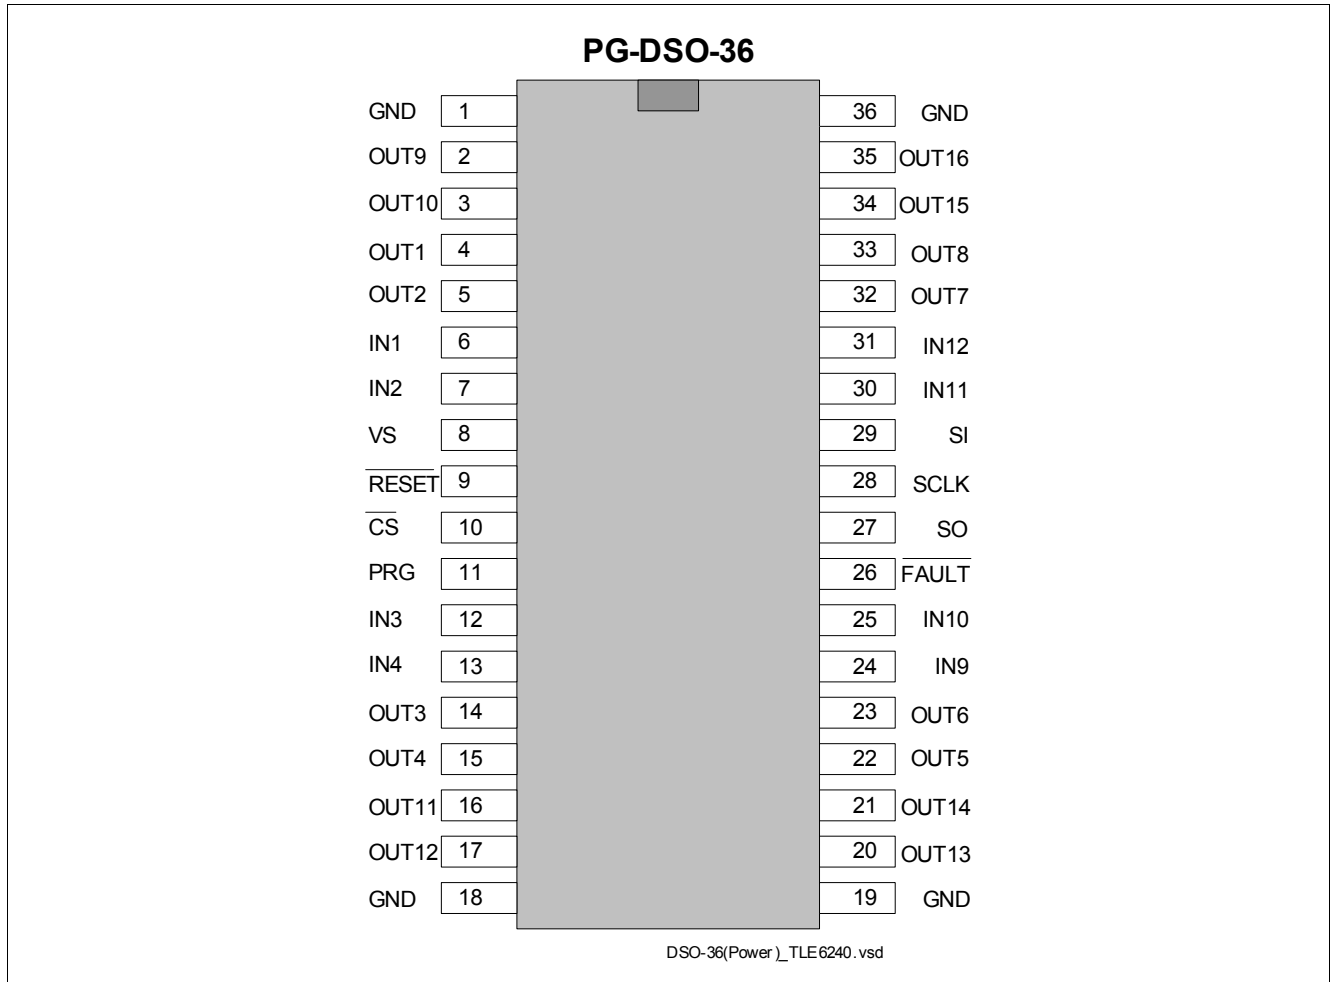 PG-DSO-36
GND 1 36 GND
OUT9 2 35 OUT16
OUT10 3 34 OUT15
OUT1 4 33 OUT8
OUT2 5 32 OUT7
IN1 6 31 IN12
IN2 7 30 IN11
VS 8 29 SI
RESET 9 28 SCLK
CS 10 27 SO
PRG 11 26 FAULT
IN3 12 25 IN10
IN4 13 24 IN9
OUT3 14 23 OUT6
OUT4 15 22 OUT5
OUT11 16 21 OUT14
OUT12 17 20 OUT13
GND 18 19 GND
DSO-36(Power)_TLE6240.vsd